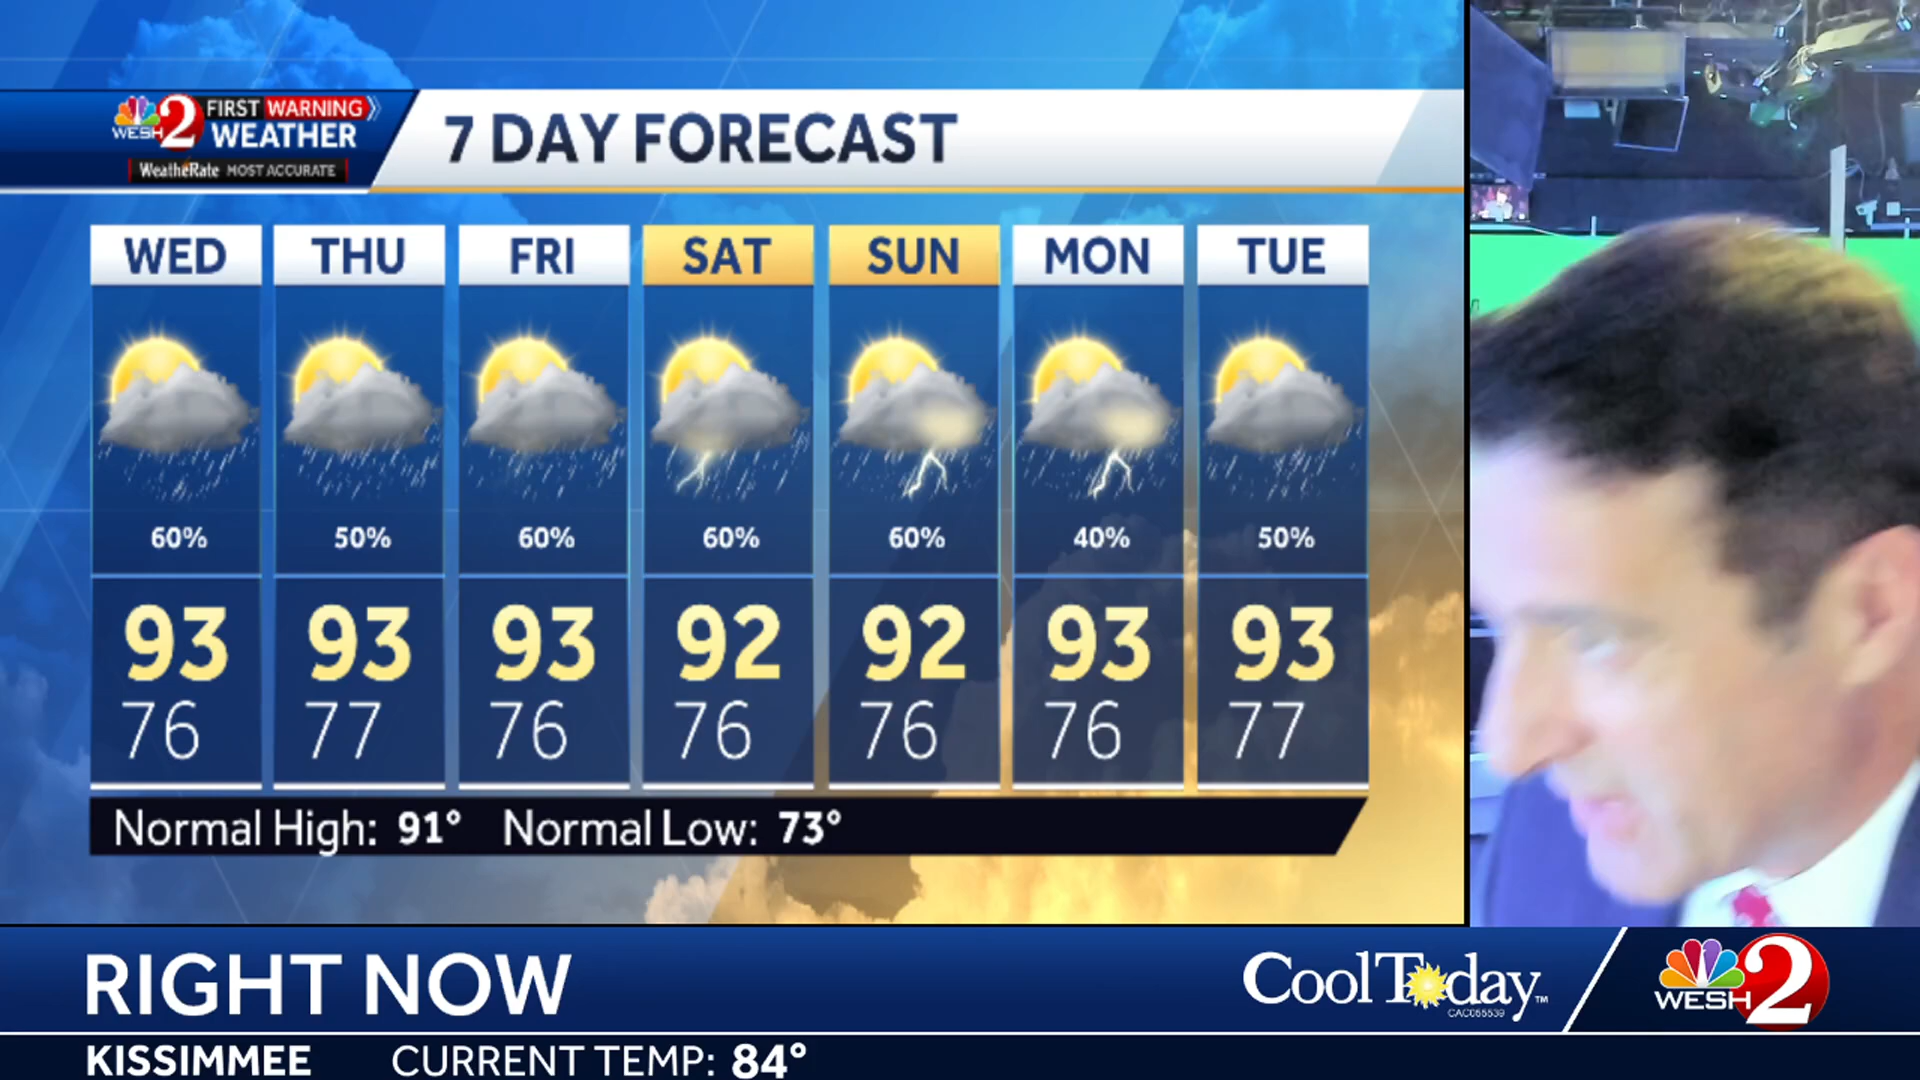 WESH 2 FIRST WARNING
WEATHER
WeatheRate MOST ACCURATE
7 DAY FORECAST
WED THU FRI SAT SUN MON TUE
60% 50% 60% 60% 60% 40% 50%
93 93 93 92 92 93 93
76 77 76 76 76 76 77
Normal High: 91° Normal Low: 73°
RIGHT NOW
CoolToday™
CAC055539
WESH 2
KISSIMMEE CURRENT TEMP: 84°